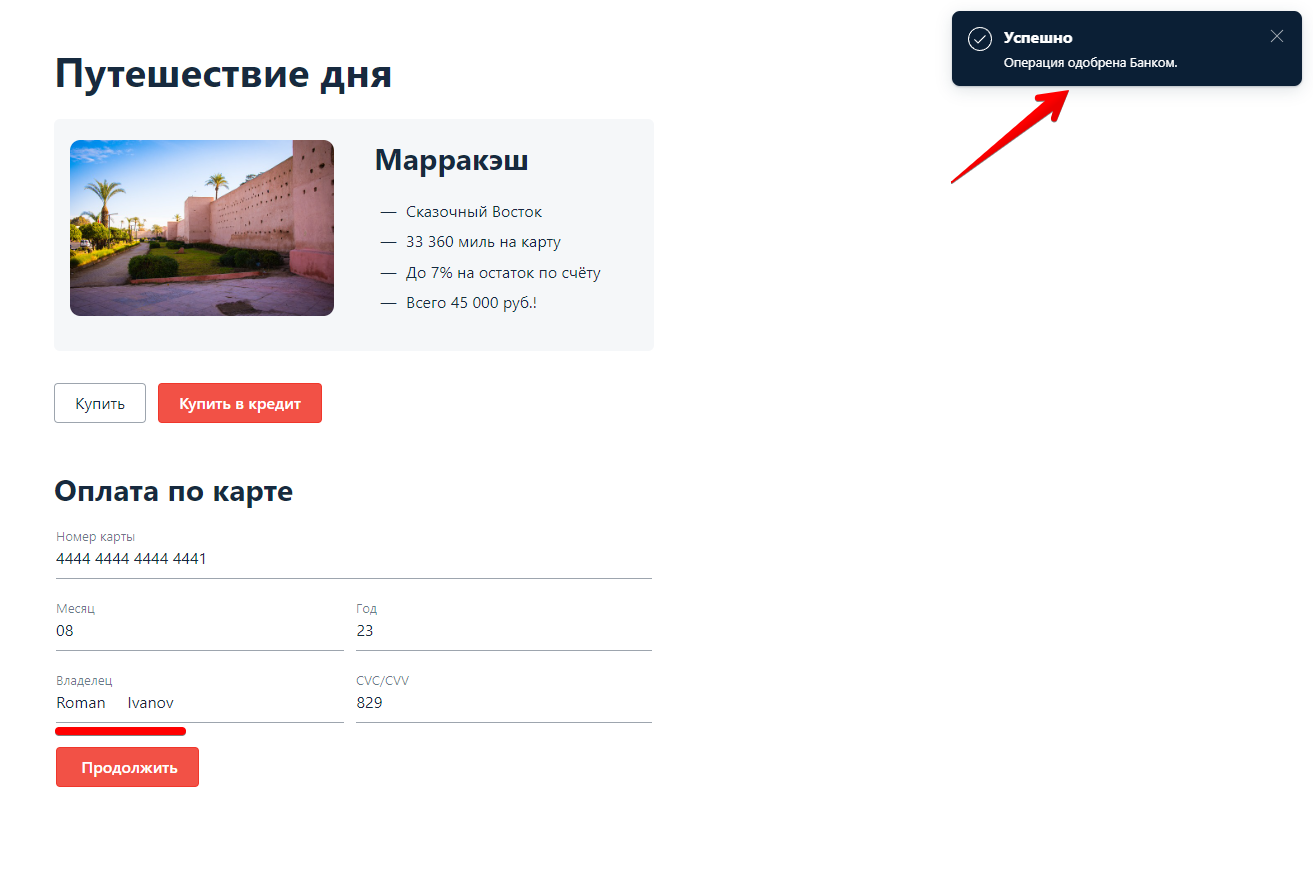 Путешествие дня
Успешно
Операция одобрена Банком.
Марракэш
— Сказочный Восток
— 33 360 миль на карту
— До 7% на остаток по счёту
— Всего 45 000 руб.!
Купить
Купить в кредит
Оплата по карте
Номер карты
4444 4444 4444 4441
Месяц
08
Год
23
Владелец
Roman     Ivanov
CVC/CVV
829
Продолжить